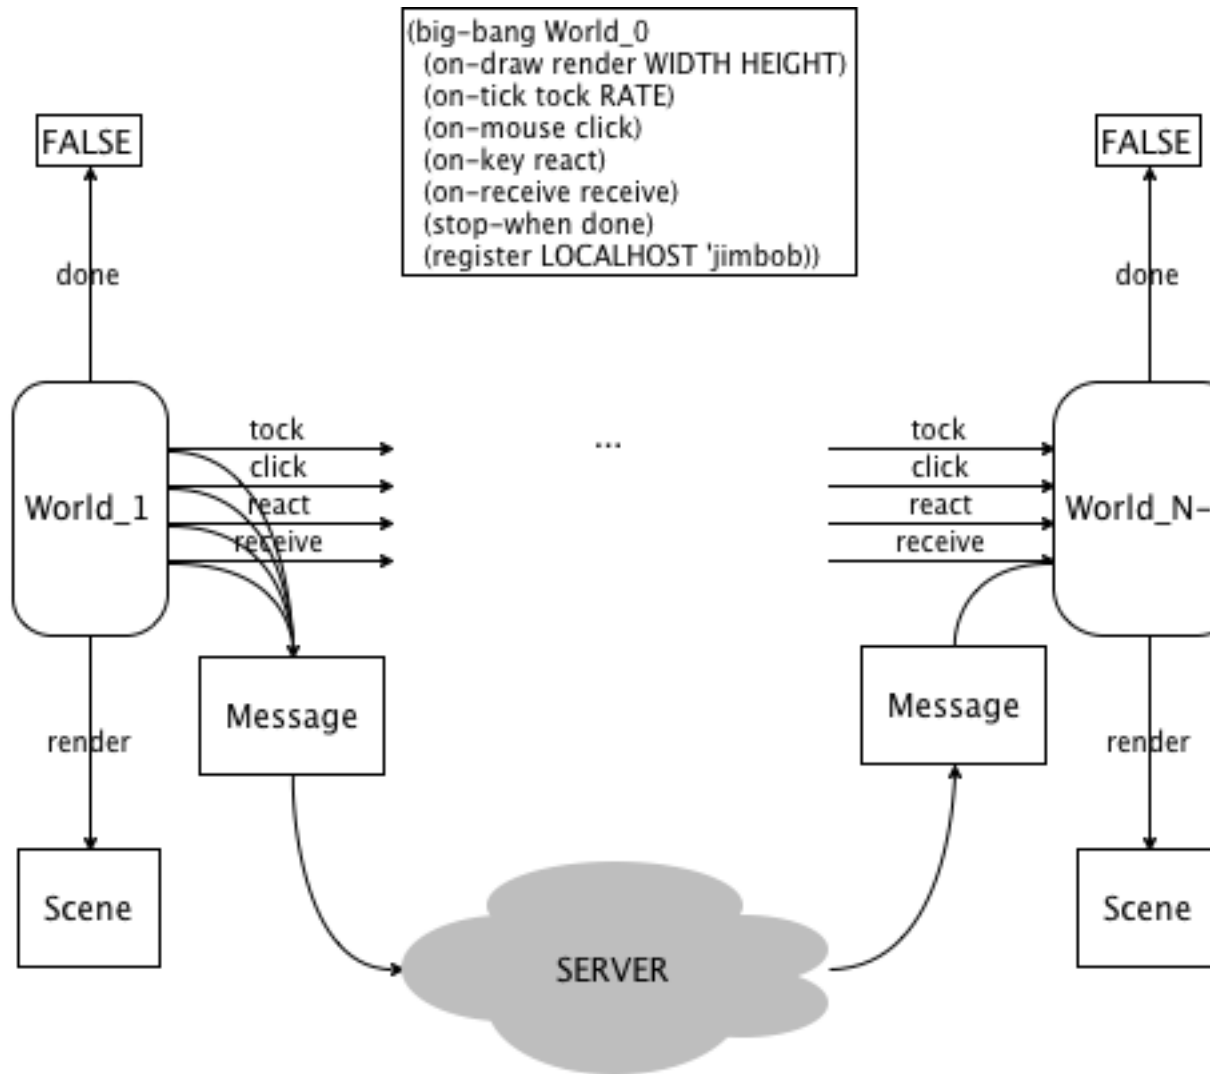 (big-bang World_0
(on-draw render WIDTH HEIGHT)
(on-tick tock RATE)
(on-mouse click)
(on-key react)
(on-receive receive)
(stop-when done)
(register LOCALHOST 'jimbob))
FALSE
FALSE
done
done
tock
click
react
receive
...
tock
click
react
receive
World_1
World_N-
Message
Message
render
render
Scene
Scene
SERVER